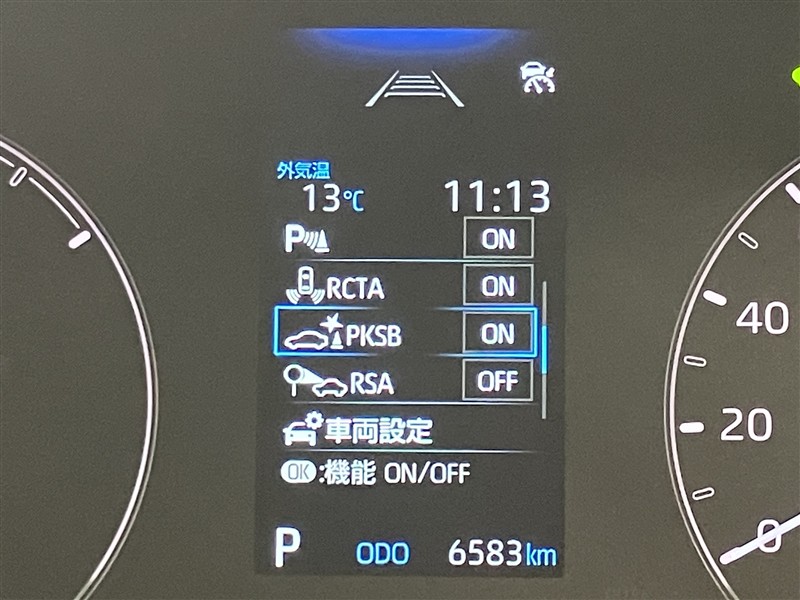 外気温
13℃ 11:13
P ON
RCTA ON
PKSB ON
RSA OFF
車両設定
OK:機能 ON/OFF
P ODO 6583km
40
20
0